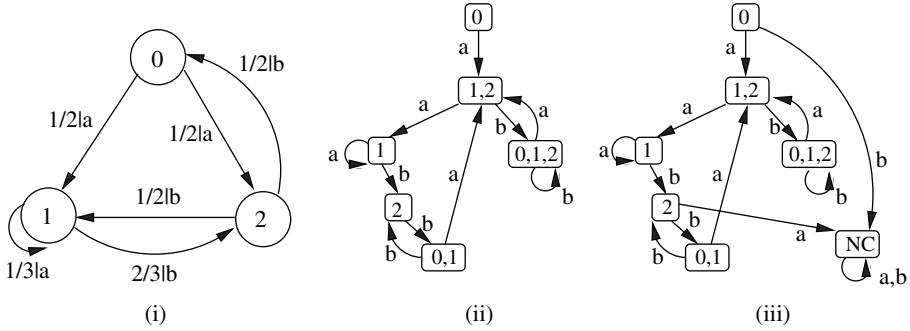 0
1/2|b
1/2|a
1/2|a
1/2|b
1
2
1/3|a
2/3|b
(i)
0
a
1,2
a
a
b
1
0,1,2
a
b
b
2
a
b
b
0,1
(ii)
0
a
1,2
a
a
b
1
0,1,2
b
a
b
b
2
a
a
b
NC
b
0,1
a,b
(iii)